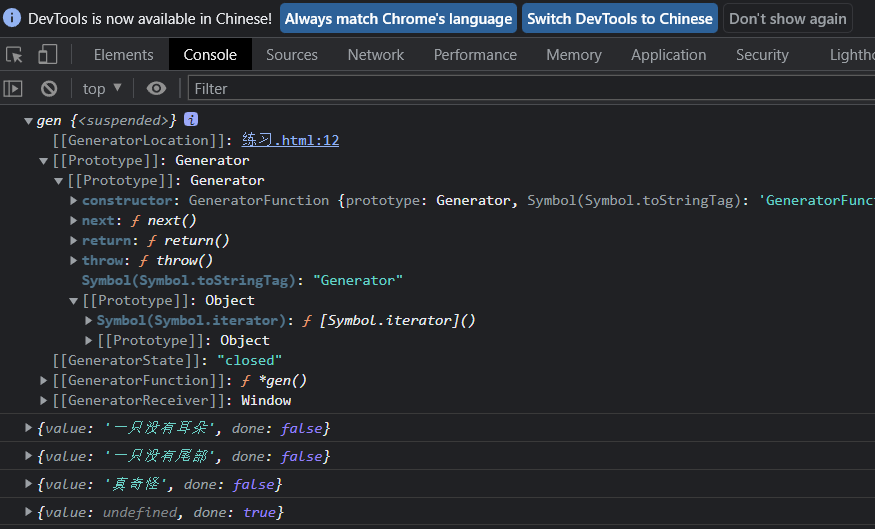 DevTools is now available in Chinese! Always match Chrome's language Switch DevTools to Chinese Don't show again
Elements Console Sources Network Performance Memory Application Security Lightho
top ▼ Filter
▼gen {<suspended>} i
[[GeneratorLocation]]: 练习.html:12
▼[[Prototype]]: Generator
▼[[Prototype]]: Generator
▶constructor: GeneratorFunction {prototype: Generator, Symbol(Symbol.toStringTag): 'GeneratorFunct
▶next: ƒ next()
▶return: ƒ return()
▶throw: ƒ throw()
Symbol(Symbol.toStringTag): "Generator"
▼[[Prototype]]: Object
▶Symbol(Symbol.iterator): ƒ [Symbol.iterator]()
▶[[Prototype]]: Object
[[GeneratorState]]: "closed"
▶[[GeneratorFunction]]: ƒ *gen()
▶[[GeneratorReceiver]]: Window
▶{value: '一只没有耳朵', done: false}
▶{value: '一只没有尾部', done: false}
▶{value: '真奇怪', done: false}
▶{value: undefined, done: true}